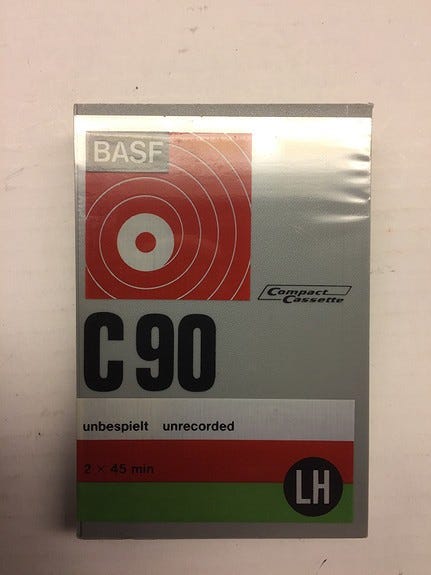 BASF
Compact
Cassette
C 90
unbespielt unrecorded
2 × 45 min
LH